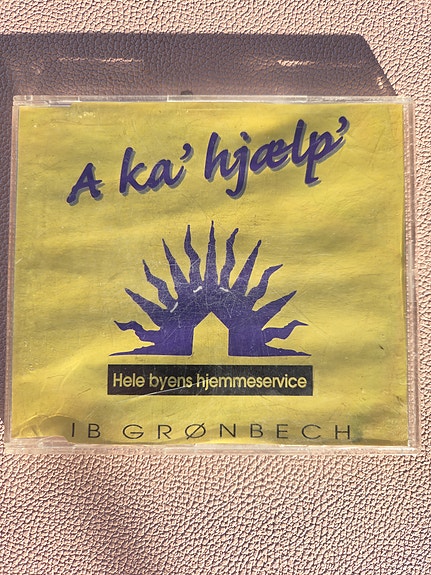 A ka' hjælp'
Hele byens hjemmeservice
IB GRØNBECH